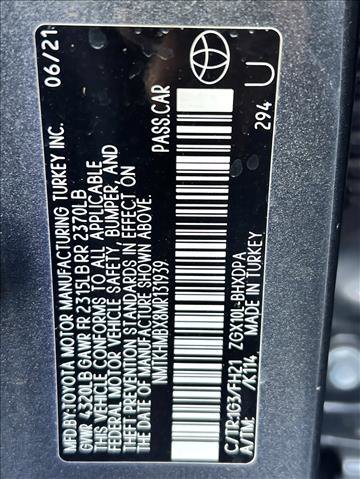 MFD.BY:TOYOTA MOTOR MANUFACTURING TURKEY INC. 06/21
GVWR 4320LB GAWR FR 2315LB RR 2370LB
THIS VEHICLE CONFORMS TO ALL APPLICABLE
FEDERAL MOTOR VEHICLE SAFETY, BUMPER, AND
THEFT PREVENTION STANDARDS IN EFFECT ON
THE DATE OF MANUFACTURE SHOWN ABOVE.
NMTKHMBX8MR131939 PASS.CAR
C/TR:1G3/FH21 ZGX10L-BHXDPA
A/TM: /K114 MADE IN TURKEY
294
U